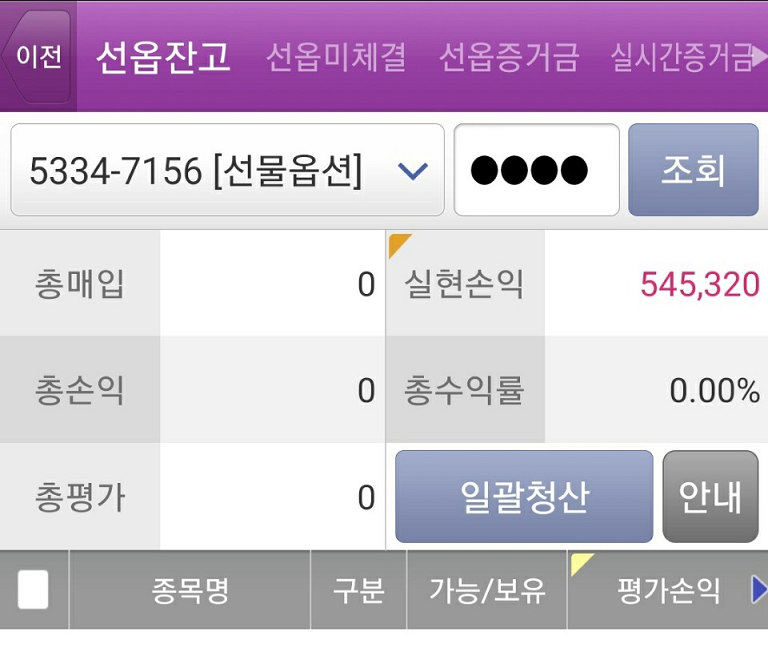 이전 선옵잔고 선옵미체결 선옵증거금 실시간증거금
5334-7156 [선물옵션] ●●●● 조회
총매입 0 실현손익 545,320
총손익 0 총수익률 0.00%
총평가 0 일괄청산 안내
종목명 구분 가능/보유 평가손익